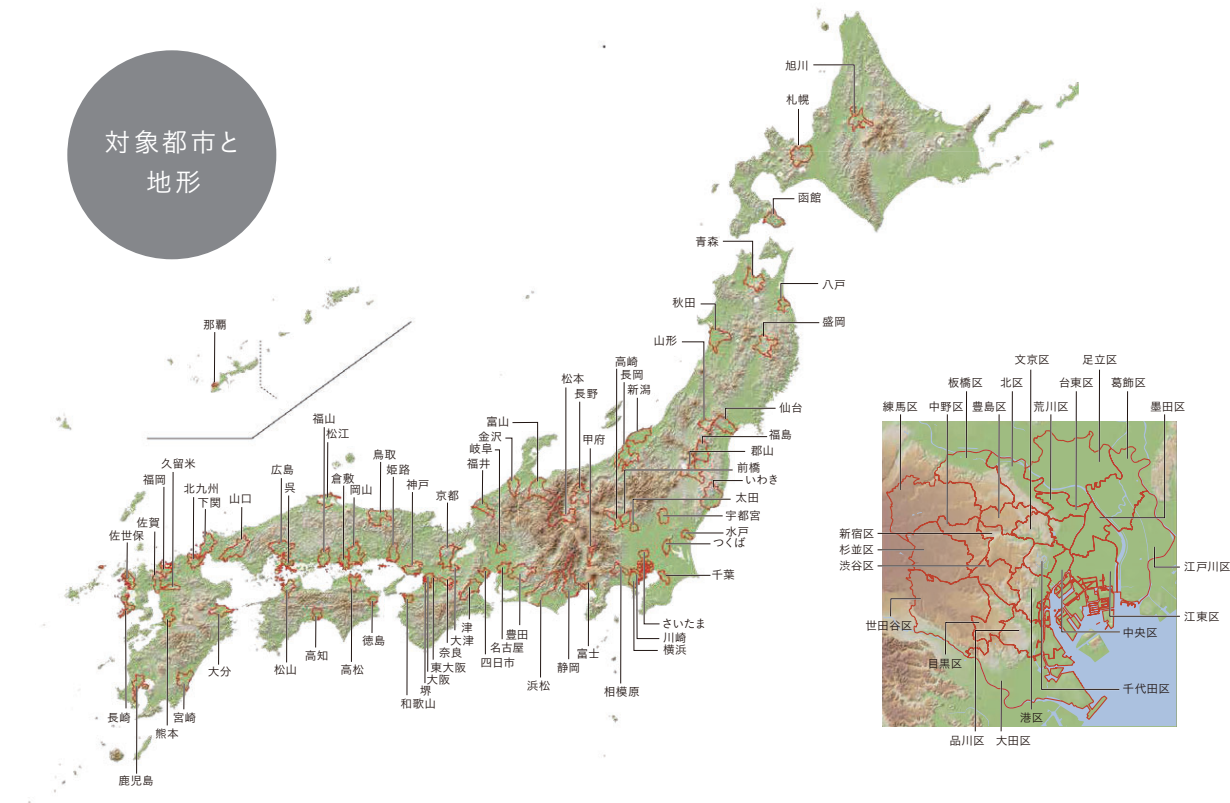 対象都市と
地形
旭川
札幌
函館
青森
八戸
秋田
盛岡
山形
高崎
長岡
新潟
松本
長野
仙台
福島
甲府
郡山
前橋
いわき
太田
宇都宮
水戸
つくば
千葉
さいたま
川崎
横浜
相模原
富士
静岡
浜松
豊田
名古屋
四日市
津
大津
奈良
東大阪
大阪
堺
和歌山
富山
金沢
岐阜
福井
京都
神戸
姫路
鳥取
岡山
倉敷
松江
福山
広島
呉
山口
下関
北九州
久留米
福岡
佐賀
佐世保
那覇
徳島
高松
高知
松山
大分
宮崎
熊本
長崎
鹿児島
文京区
足立区
板橋区
北区
台東区
葛飾区
練馬区
中野区
豊島区
荒川区
墨田区
新宿区
杉並区
渋谷区
世田谷区
目黒区
江戸川区
江東区
中央区
千代田区
港区
品川区
大田区